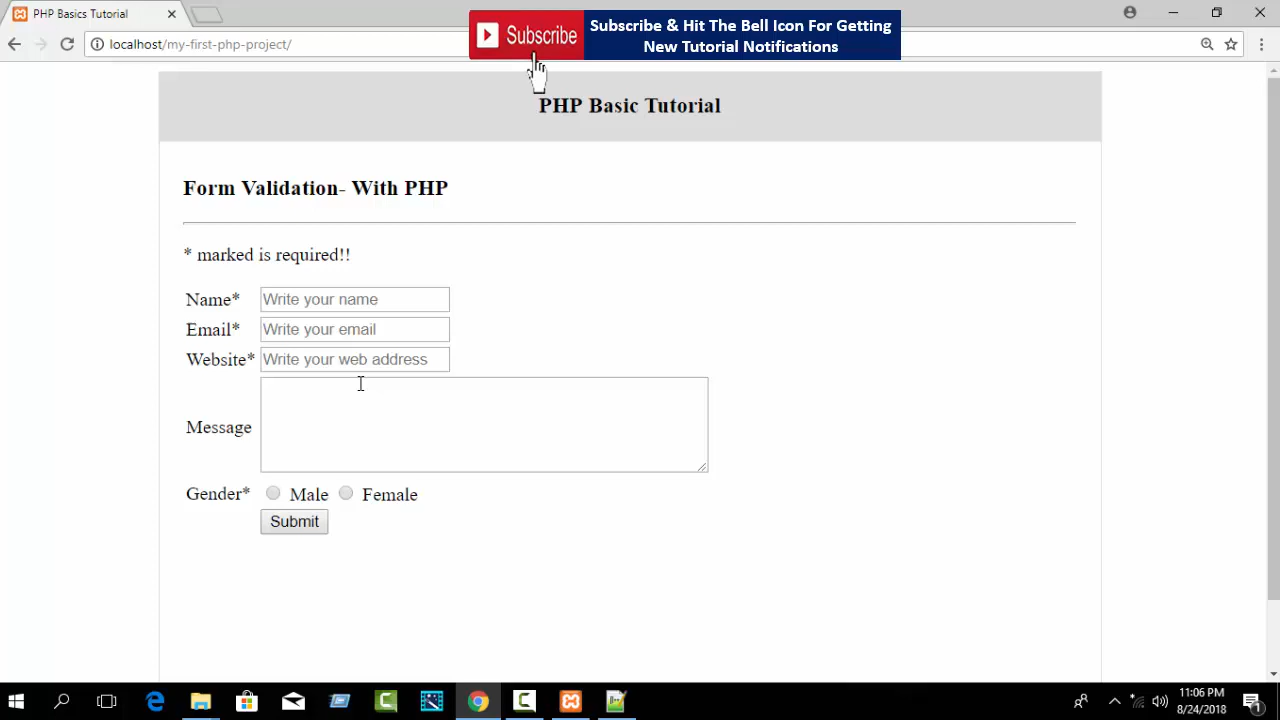 PHP Basics Tutorial
Subscribe
Subscribe & Hit The Bell Icon For Getting
New Tutorial Notifications
localhost/my-first-php-project/
PHP Basic Tutorial
Form Validation- With PHP
* marked is required!!
Name* Write your name
Email* Write your email
Website* Write your web address
Message
Gender* Male Female
Submit
11:06 PM
8/24/2018
1